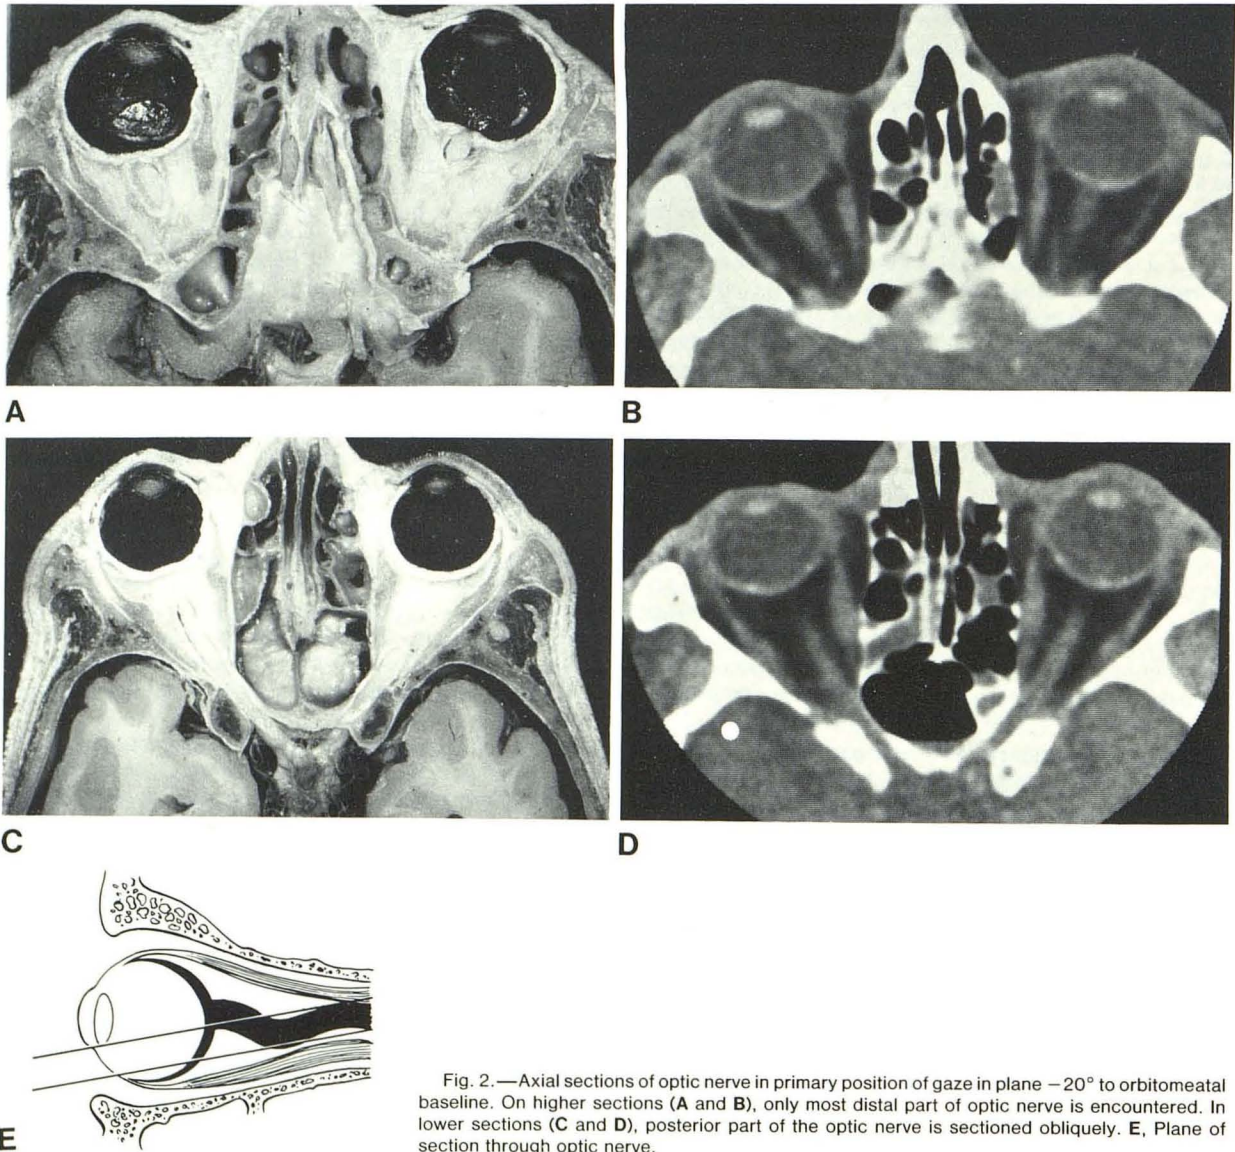 A
B
C
D
E
Fig. 2.—Axial sections of optic nerve in primary position of gaze in plane −20° to orbitomeatal
baseline. On higher sections (A and B), only most distal part of optic nerve is encountered. In
lower sections (C and D), posterior part of the optic nerve is sectioned obliquely. E, Plane of
section through optic nerve.